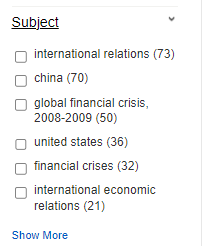 Subject
international relations (73)
china (70)
global financial crisis,
2008-2009 (50)
united states (36)
financial crises (32)
international economic
relations (21)
Show More